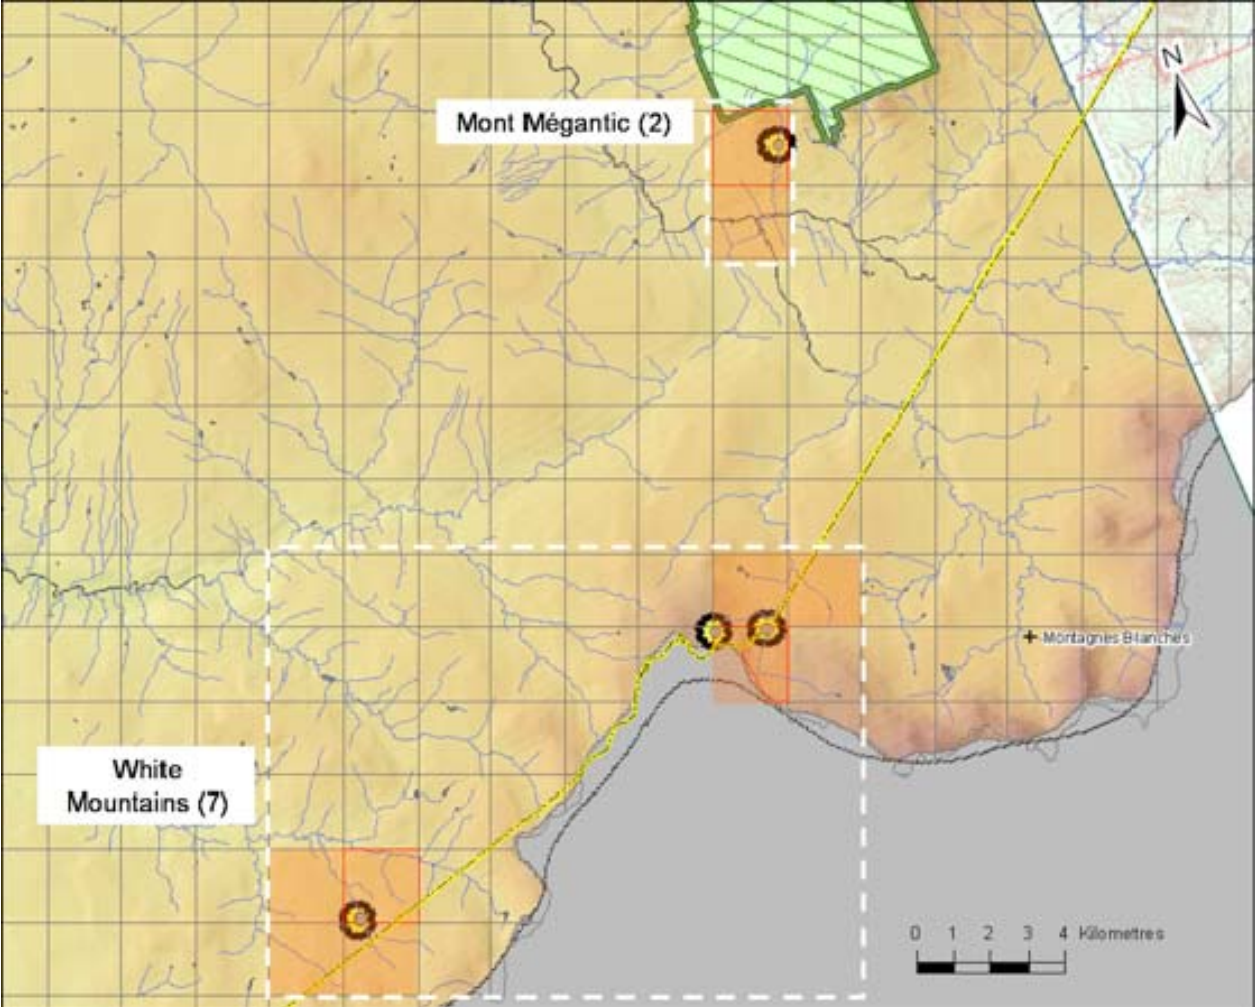 N
Mont Mégantic (2)
Montagnes Blanches
White
Mountains (7)
0 1 2 3 4 Kilometres